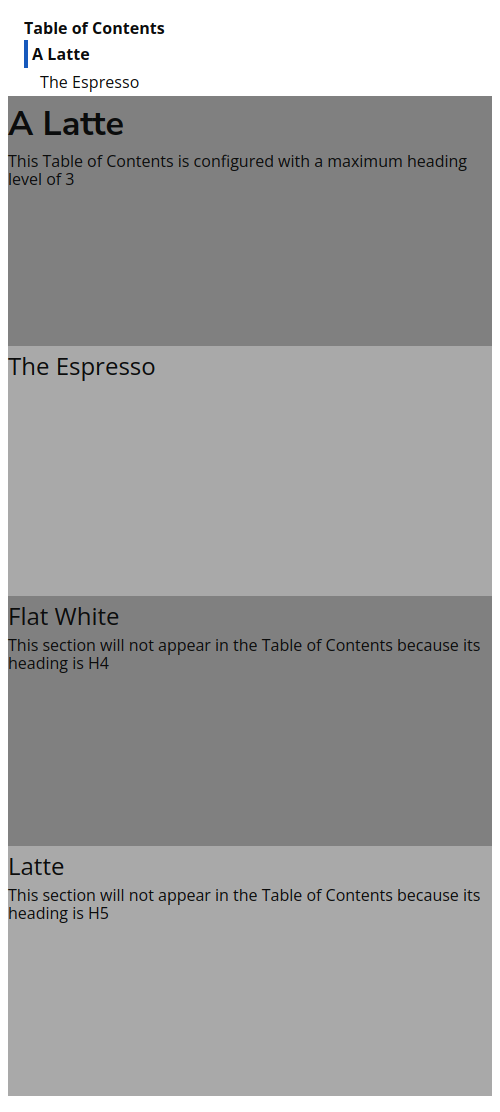 Table of Contents
A Latte
The Espresso
A Latte
This Table of Contents is configured with a maximum heading
level of 3
The Espresso
Flat White
This section will not appear in the Table of Contents because its
heading is H4
Latte
This section will not appear in the Table of Contents because its
heading is H5